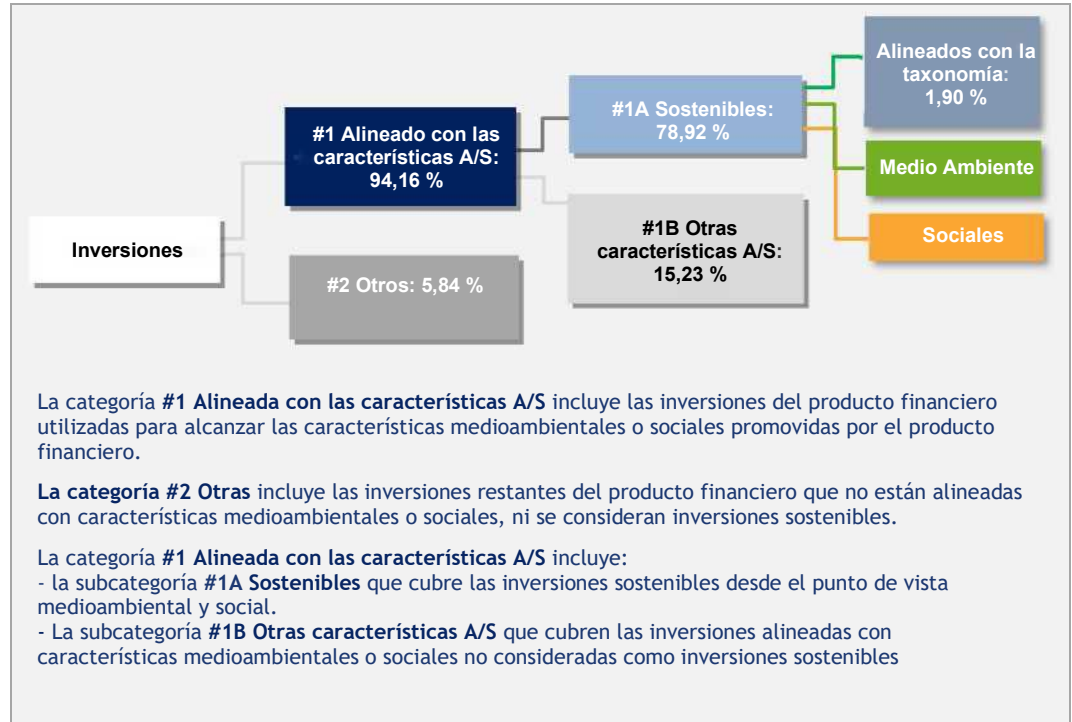 Alineados con la
taxonomía:
1,90 %
#1A Sostenibles:
78,92 %
#1 Alineado con las
características A/S:
94,16 %
Medio Ambiente
#1B Otras
características A/S:
15,23 %
Sociales
Inversiones
#2 Otros: 5,84 %
La categoría #1 Alineada con las características A/S incluye las inversiones del producto financiero
utilizadas para alcanzar las características medioambientales o sociales promovidas por el producto
financiero.
La categoría #2 Otras incluye las inversiones restantes del producto financiero que no están alineadas
con características medioambientales o sociales, ni se consideran inversiones sostenibles.
La categoría #1 Alineada con las características A/S incluye:
- la subcategoría #1A Sostenibles que cubre las inversiones sostenibles desde el punto de vista
medioambiental y social.
- La subcategoría #1B Otras características A/S que cubren las inversiones alineadas con
características medioambientales o sociales no consideradas como inversiones sostenibles